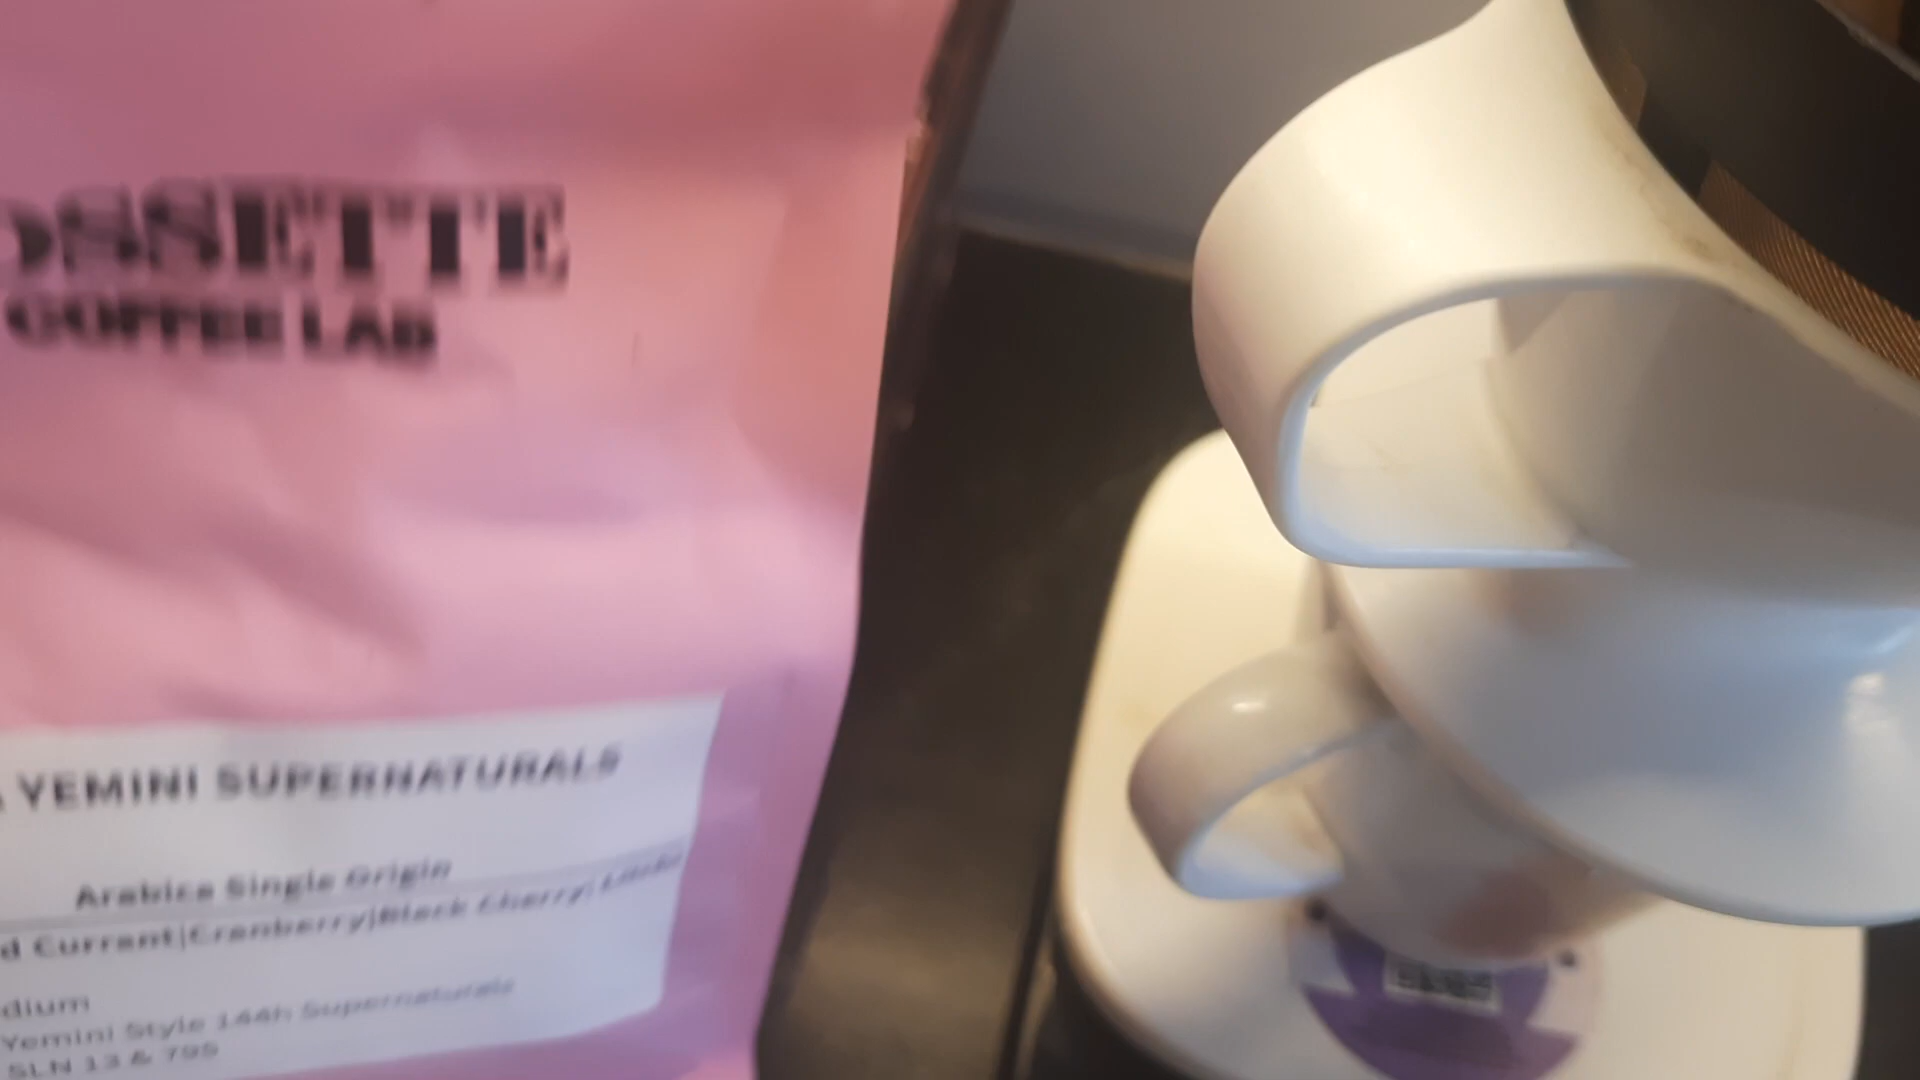 OSSETTE
COFFEE LAB
YEMINI SUPERNATURALS
Arabica Single Origin
d Currant|Cranberry|Black Cherry|
dium
Yemini Style 144h Supernaturals
SLN 13 & 795